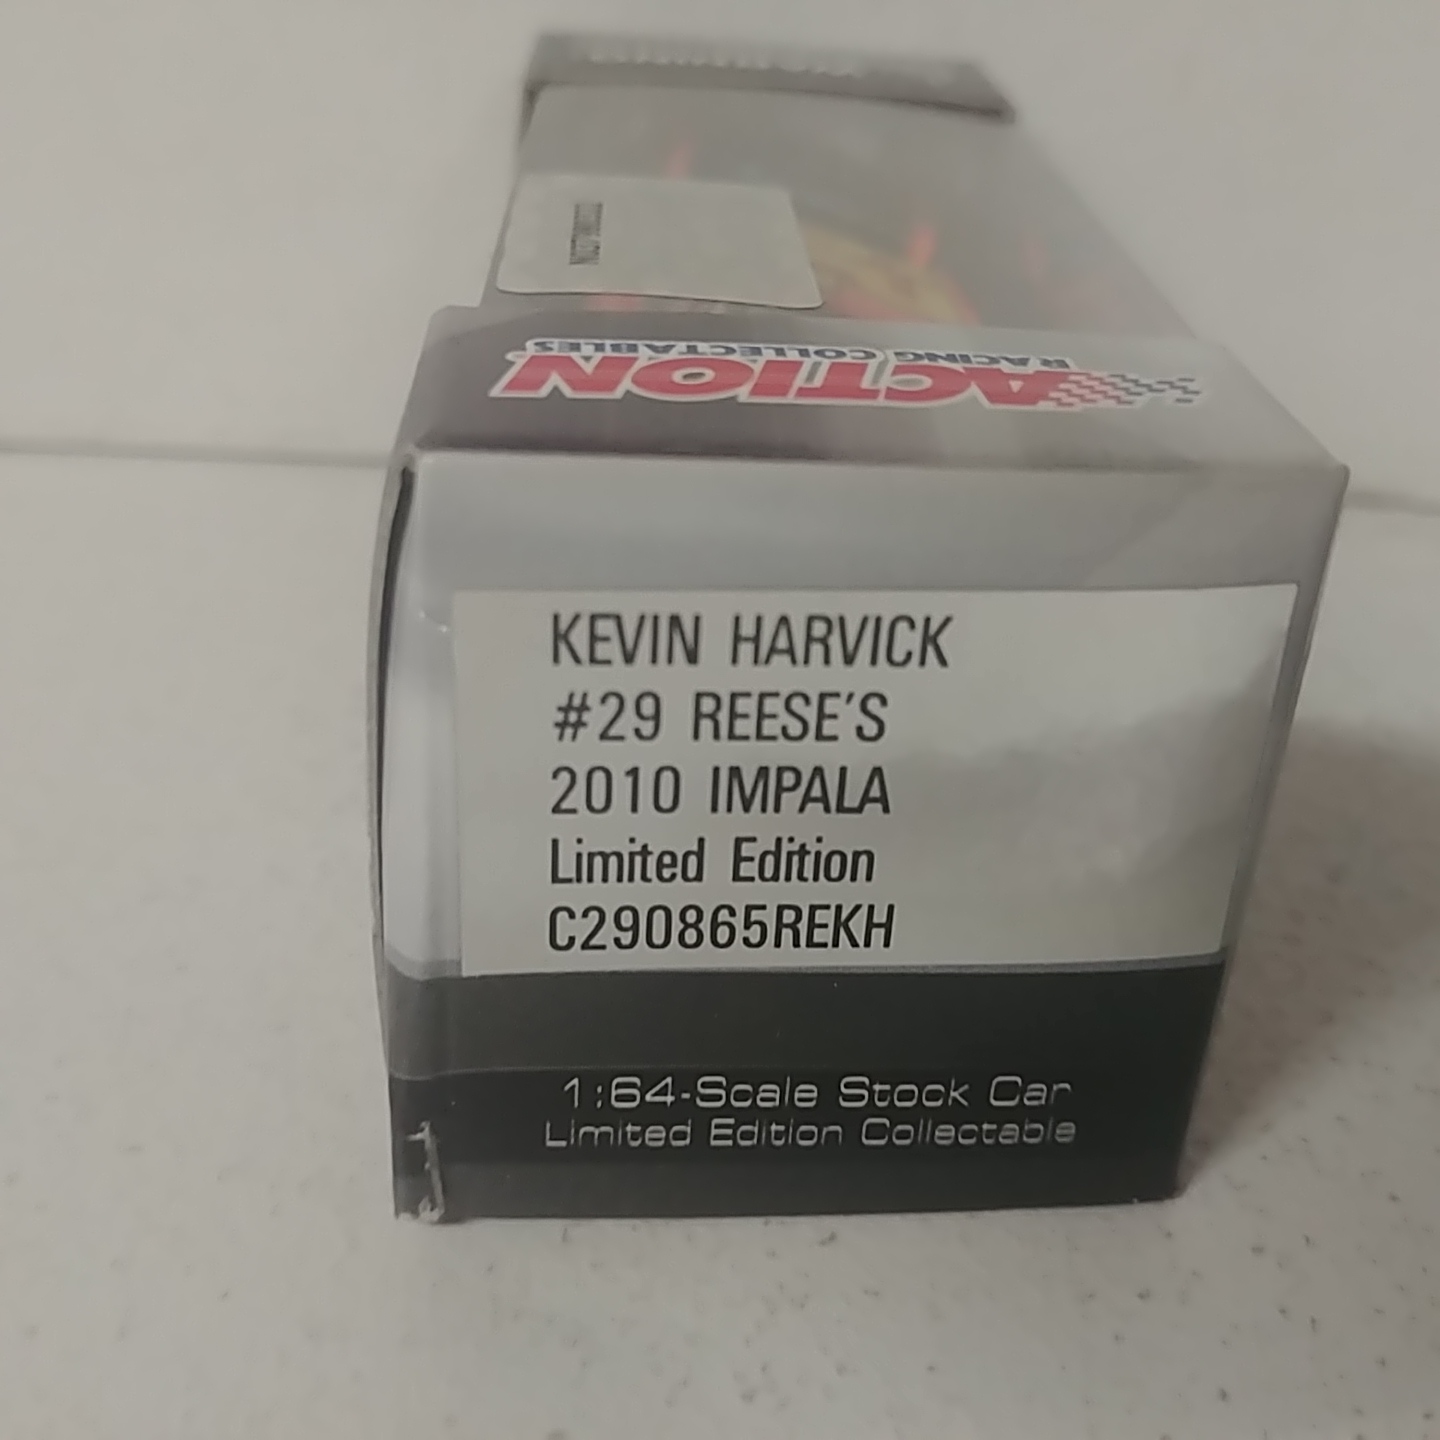 RACING COLLECTABLES
ACTION
KEVIN HARVICK
#29 REESE'S
2010 IMPALA
Limited Edition
C290865REKH
1:64-Scale Stock Car
Limited Edition Collectable